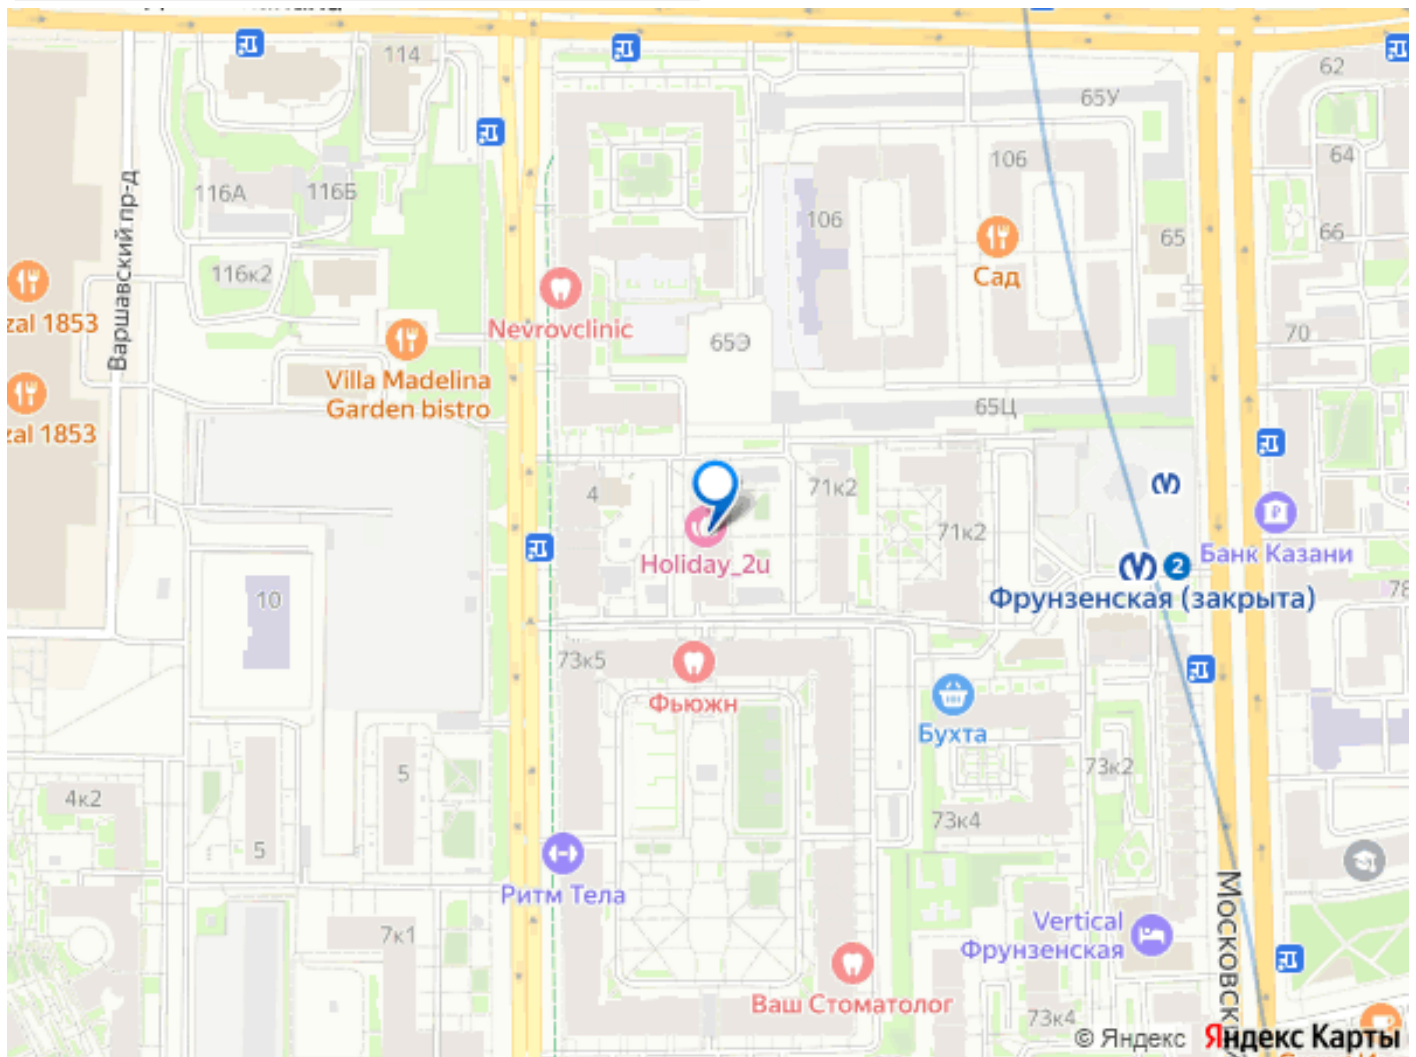 114
62
65У
64
116А
116Б
106
106
66
65
116к2
Сад
Варшавский пр-д
zal 1853
Nevrovclinic
70
65Э
Villa Madelina
Garden bistro
65Ц
zal 1853
4
71к2
71к2
Банк Казани
Holiday_2u
2
Фрунзенская (закрыта)
10
78
73к5
Фьюжн
Бухта
5
73к2
4к2
73к4
5
Ритм Тела
7к1
Vertical
Фрунзенская
Ваш Стоматолог
73к4
Московск
© Яндекс Яндекс Карты